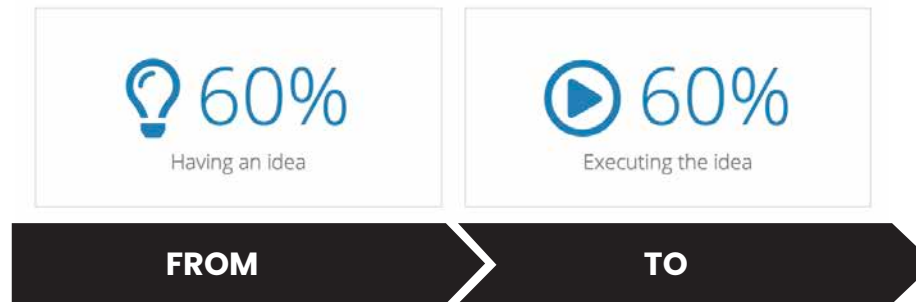 60%
Having an idea
60%
Executing the idea
FROM
TO